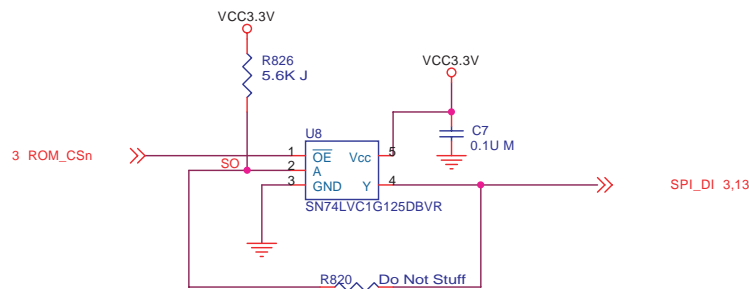 VCC3.3V
R826
5.6K J
VCC3.3V
U8
C7
0.1U M
3 ROM_CSn
1 OE Vcc 5
SO 2 A
3 GND Y 4
SPI_DI 3,13
SN74LVC1G125DBVR
R820 Do Not Stuff